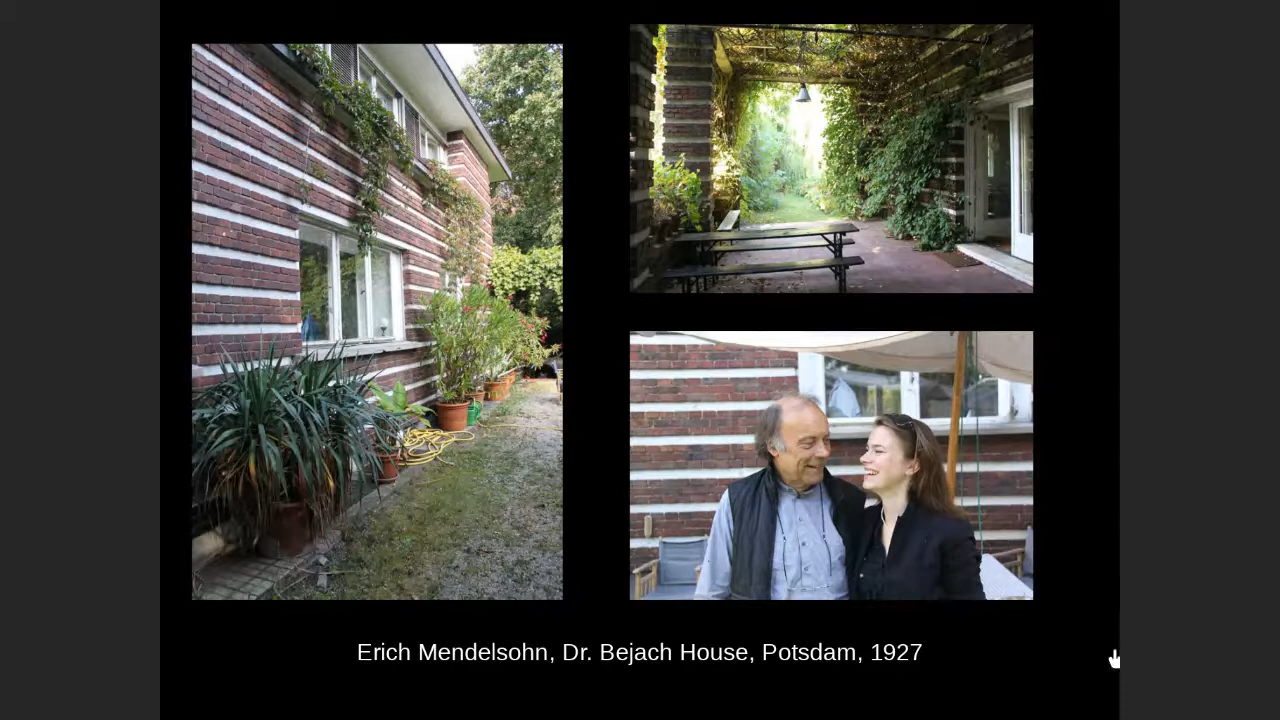 Erich Mendelsohn, Dr. Bejach House, Potsdam, 1927